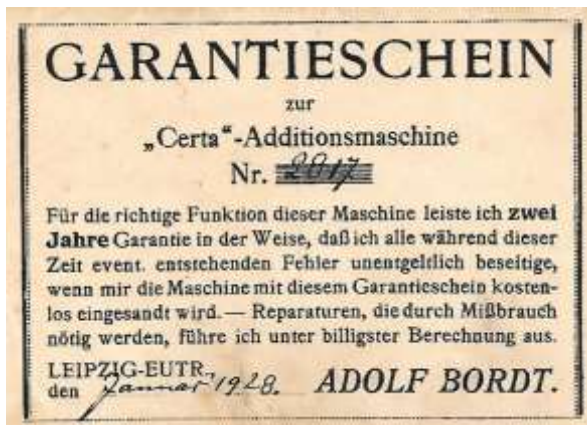 GARANTIESCHEIN
zur
„Certa“-Additionsmaschine
Nr. 2817
Für die richtige Funktion dieser Maschine leiste ich zwei
Jahre Garantie in der Weise, daß ich alle während dieser
Zeit event. entstehenden Fehler unentgeltlich beseitige,
wenn mir die Maschine mit diesem Garantieschein kosten-
los eingesandt wird. — Reparaturen, die durch Mißbrauch
nötig werden, führe ich unter billigster Berechnung aus.
LEIPZIG-EUTR.,
den Januar 1928. ADOLF BORDT.